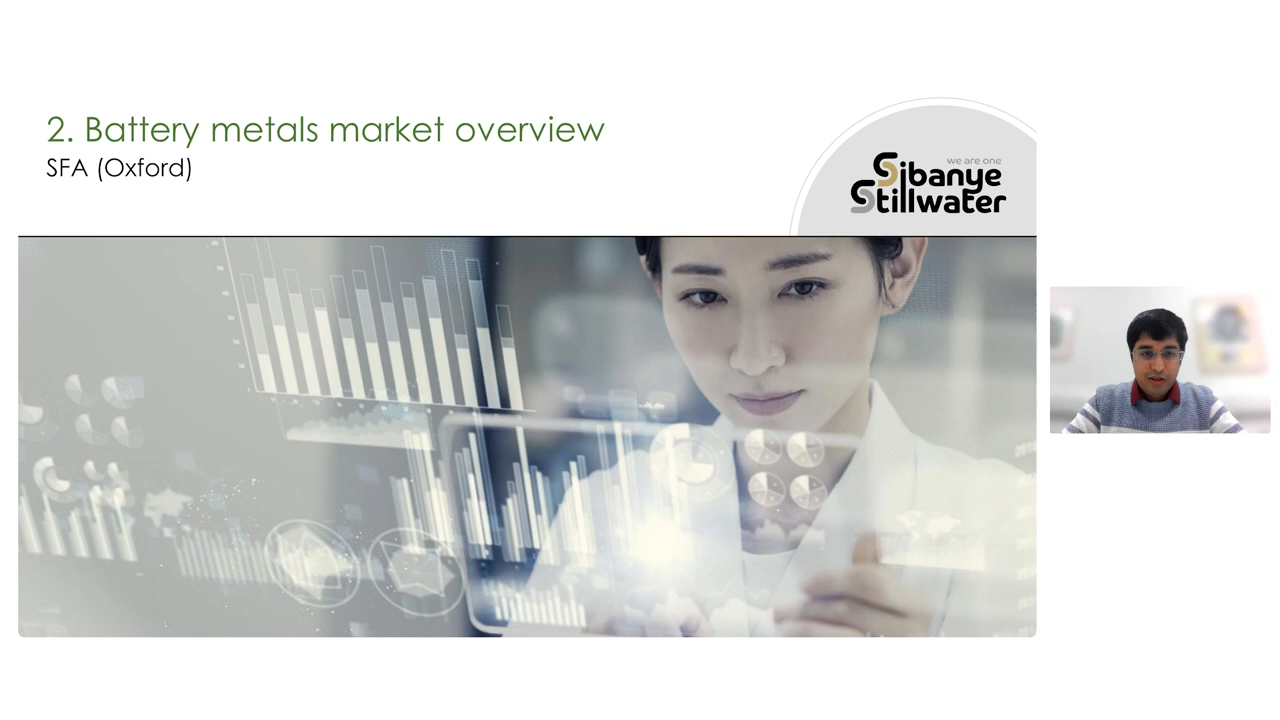 2. Battery metals market overview
SFA (Oxford)
we are one
Sibanye
Stillwater